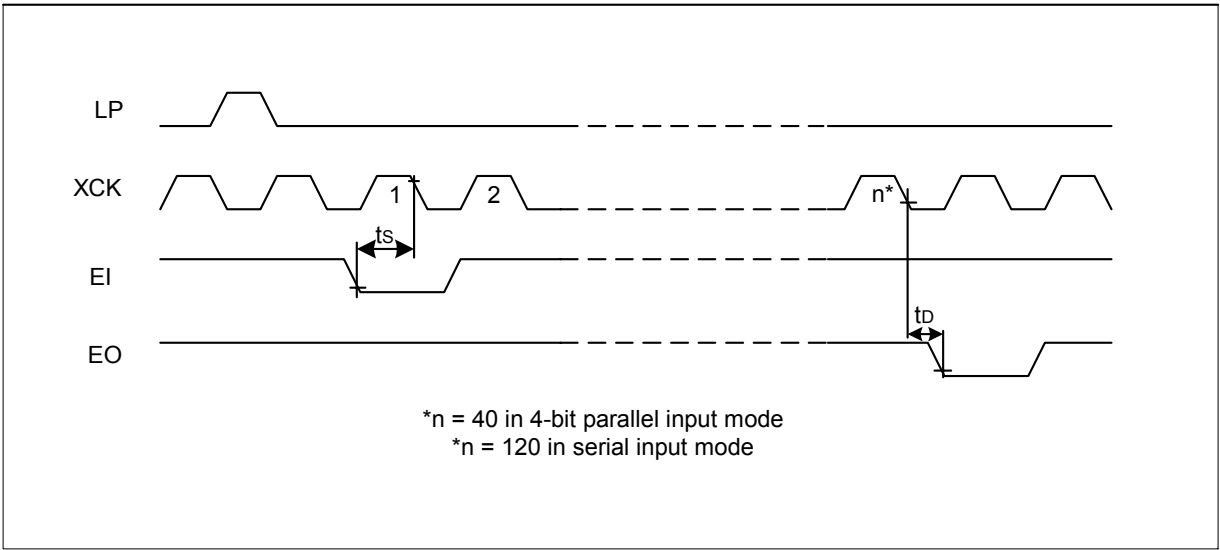 LP
XCK
1
2
n*
ts
EI
tD
EO
*n = 40 in 4-bit parallel input mode
*n = 120 in serial input mode